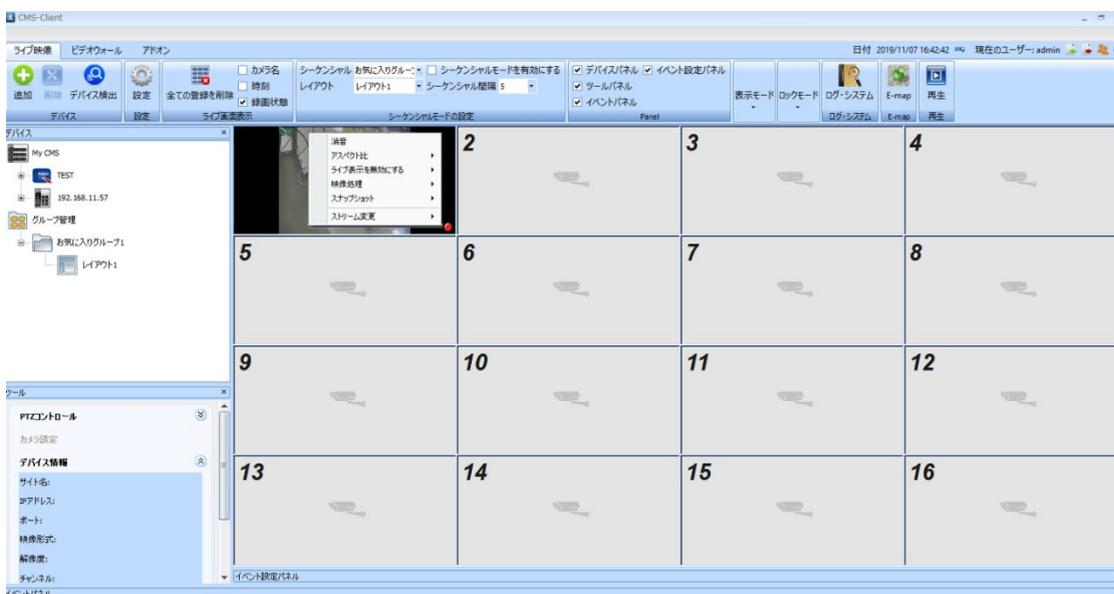 CMS-Client
ライブ映像 ビデオウォール アドオン
日付 2019/11/07 16:42:42 現在のユーザー: admin
追加 削除 デバイス検出 設定 全ての登録を削除
カメラ名
時刻
録画状態
シーケンシャル お気に入りグループ シーケンシャルモードを有効にする
レイアウト レイアウト1 シーケンシャル間隔 5
デバイスパネル イベント設定パネル
ツールパネル
イベントパネル
表示モード ロックモード ログ・システム E-map 再生
デバイス 設定 ライブ画面表示 シーケンシャルモードの設定 Panel ログ・システム E-map 再生
デバイス
My CMS
TEST
192.168.11.57
グループ管理
お気に入りグループ1
レイアウト1
消音
アスペクト比
ライブ表示を無効にする
映像処理
スナップショット
ストリーム変更
2 3 4
5 6 7 8
9 10 11 12
13 14 15 16
ツール
PTZコントロール
カメラ設定
デバイス情報
サイト名:
IPアドレス:
ポート:
映像形式:
解像度:
チャンネル:
イベント設定パネル
イベントパネル